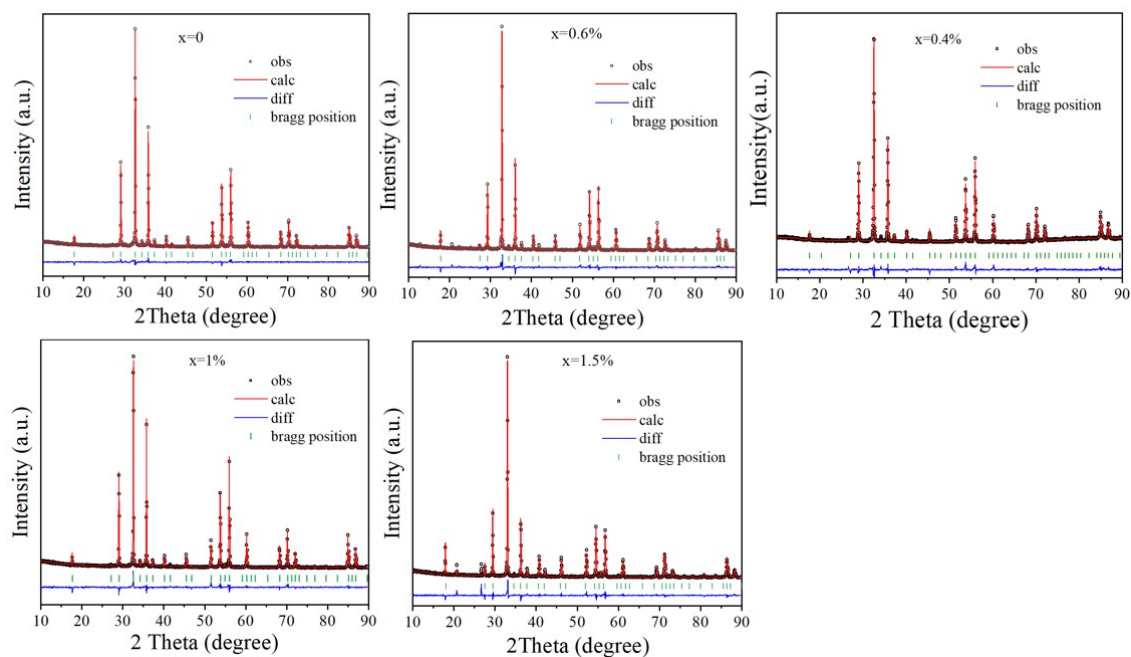 x=0
obs
calc
diff
bragg position
Intensity (a.u.)
10 20 30 40 50 60 70 80 90
2Theta (degree)
x=0.6%
obs
calc
diff
bragg position
Intensity (a.u.)
10 20 30 40 50 60 70 80 90
2Theta (degree)
x=0.4%
obs
calc
diff
bragg position
Intensity(a.u.)
10 20 30 40 50 60 70 80 90
2 Theta (degree)
x=1%
obs
calc
diff
bragg position
Intensity (a.u.)
10 20 30 40 50 60 70 80 90
2Theta (degree)
x=1.5%
obs
calc
diff
bragg position
Intensity (a.u.)
10 20 30 40 50 60 70 80 90
2Theta (degree)